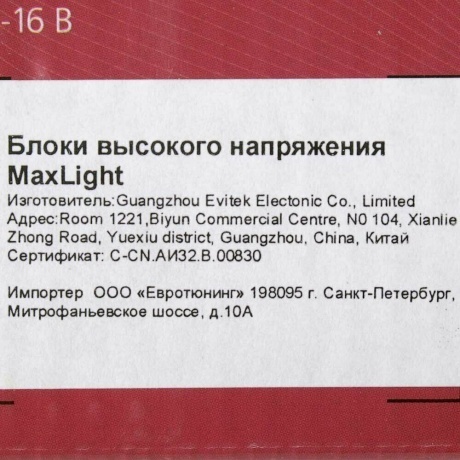 -16 В
Блоки высокого напряжения
MaxLight
Изготовитель:Guangzhou Evitek Electonic Co., Limited
Адрес:Room 1221,Biyun Commercial Centre, N0 104, Xianlie
Zhong Road, Yuexiu district, Guangzhou, China, Китай
Сертификат: C-CN.АИ32.В.00830
Импортер ООО «Евротюнинг» 198095 г. Санкт-Петербург,
Митрофаньевское шоссе, д.10А